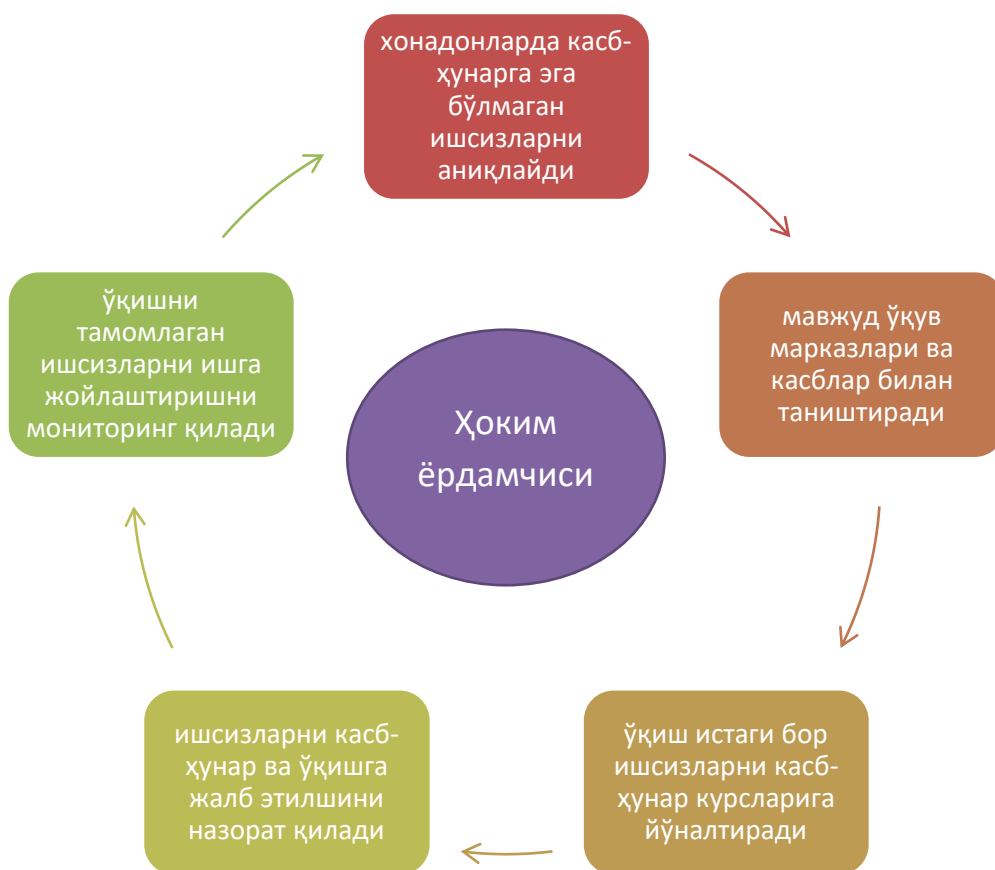 хонадонларда касб-
ҳунарга эга
бўлмаган
ишсизларни
аниқлайди
мавжуд ўқув
марказлари ва
касблар билан
таништиради
ўқиш истаги бор
ишсизларни касб-
ҳунар курсларига
йўналтиради
ишсизларни касб-
ҳунар ва ўқишга
жалб этилшини
назорат қилади
ўқишни
тамомлаган
ишсизларни ишга
жойлаштиришни
мониторинг қилади
Ҳоким
ёрдамчиси